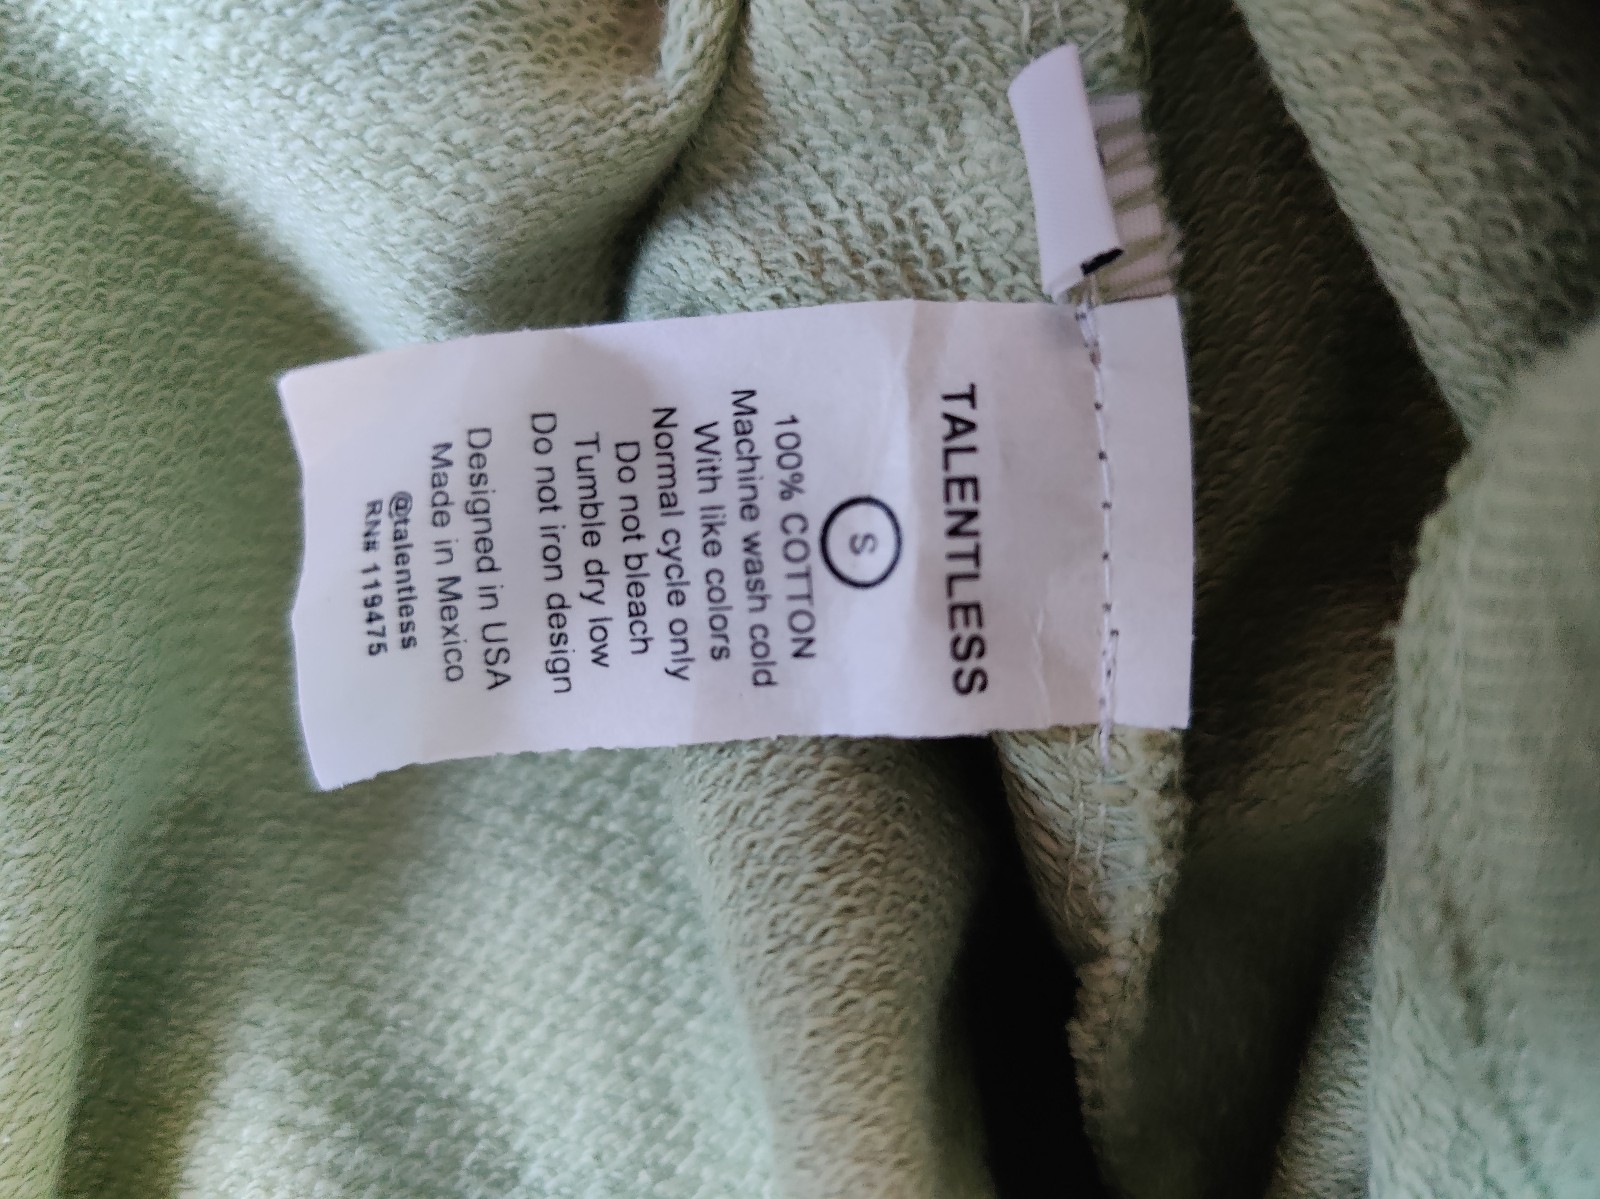 TALENTLESS
S
100% COTTON
Machine wash cold
With like colors
Normal cycle only
Do not bleach
Tumble dry low
Do not iron design
Designed in USA
Made in Mexico
@talentless
RN# 119475